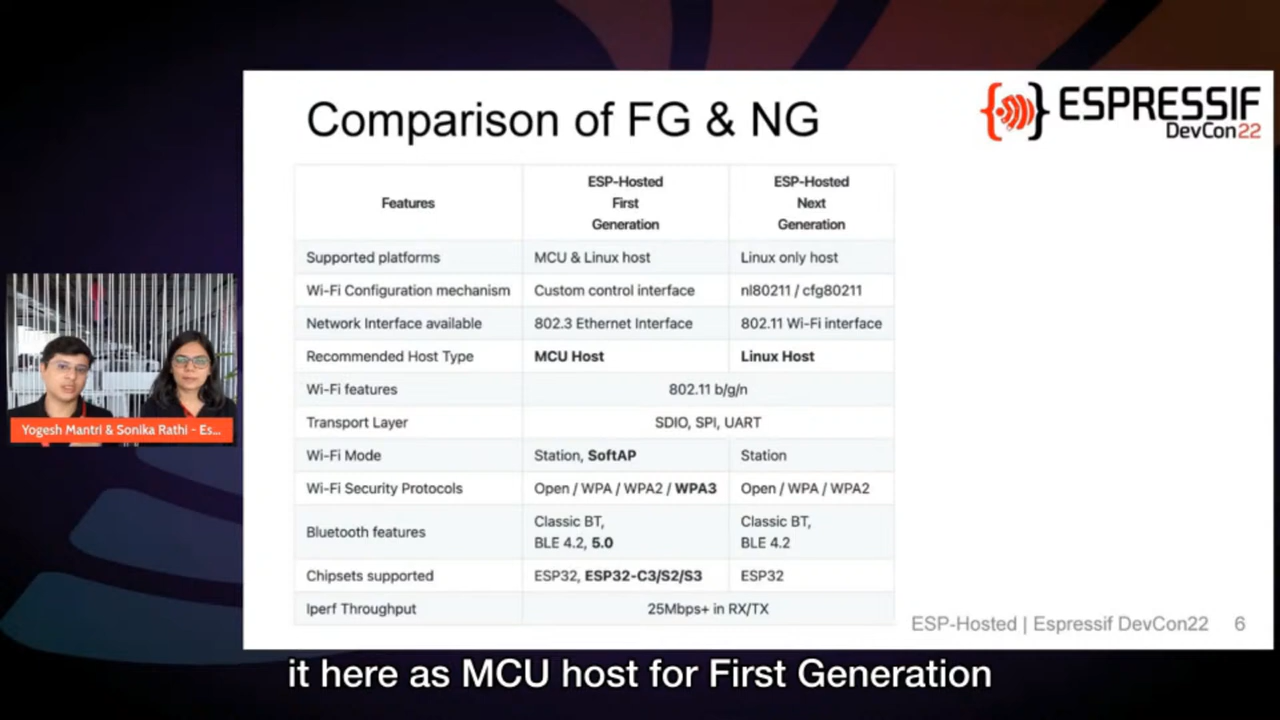 Comparison of FG & NG
ESPRESSIF
DevCon22
Features
ESP-Hosted
First
Generation
ESP-Hosted
Next
Generation
Supported platforms
MCU & Linux host
Linux only host
Wi-Fi Configuration mechanism
Custom control interface
nl80211 / cfg80211
Network Interface available
802.3 Ethernet Interface
802.11 Wi-Fi interface
Recommended Host Type
MCU Host
Linux Host
Wi-Fi features
802.11 b/g/n
Transport Layer
SDIO, SPI, UART
Wi-Fi Mode
Station, SoftAP
Station
Wi-Fi Security Protocols
Open / WPA / WPA2 / WPA3
Open / WPA / WPA2
Bluetooth features
Classic BT,
BLE 4.2, 5.0
Classic BT,
BLE 4.2
Chipsets supported
ESP32, ESP32-C3/S2/S3
ESP32
Iperf Throughput
25Mbps+ in RX/TX
Yogesh Mantri & Sonika Rathi - Es...
ESP-Hosted | Espressif DevCon22 6
it here as MCU host for First Generation